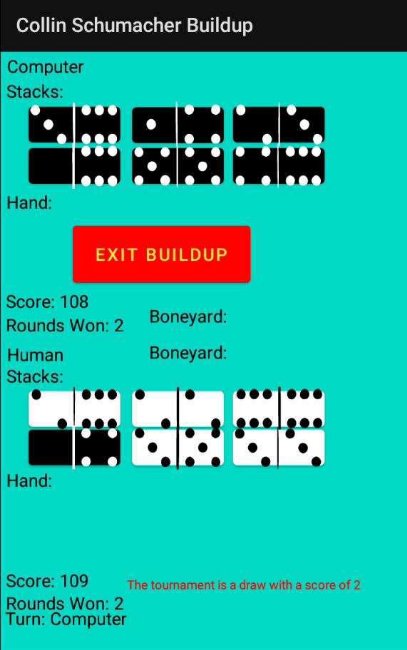 Collin Schumacher Buildup
Computer
Stacks:
Hand:
EXIT BUILDUP
Score: 108
Boneyard:
Rounds Won: 2
Human
Boneyard:
Stacks:
Hand:
Score: 109
The tournament is a draw with a score of 2
Rounds Won: 2
Turn: Computer